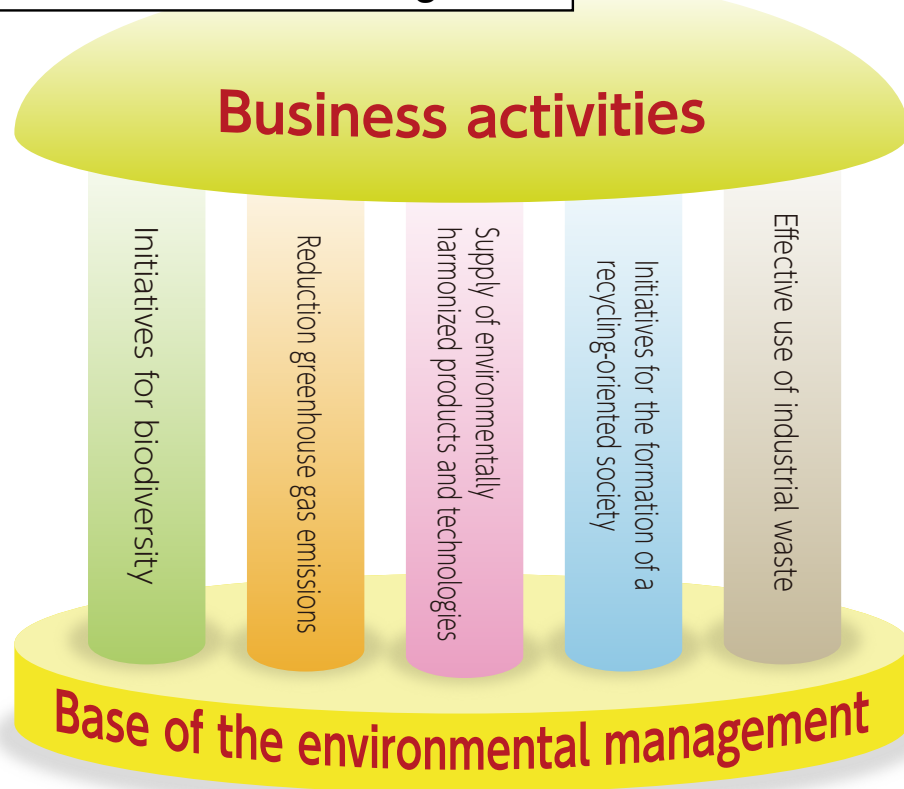 Business activities
Initiatives for biodiversity
Reduction greenhouse gas emissions
Supply of environmentally
harmonized products and technologies
Initiatives for the formation of a
recycling-oriented society
Effective use of industrial waste
Base of the environmental management